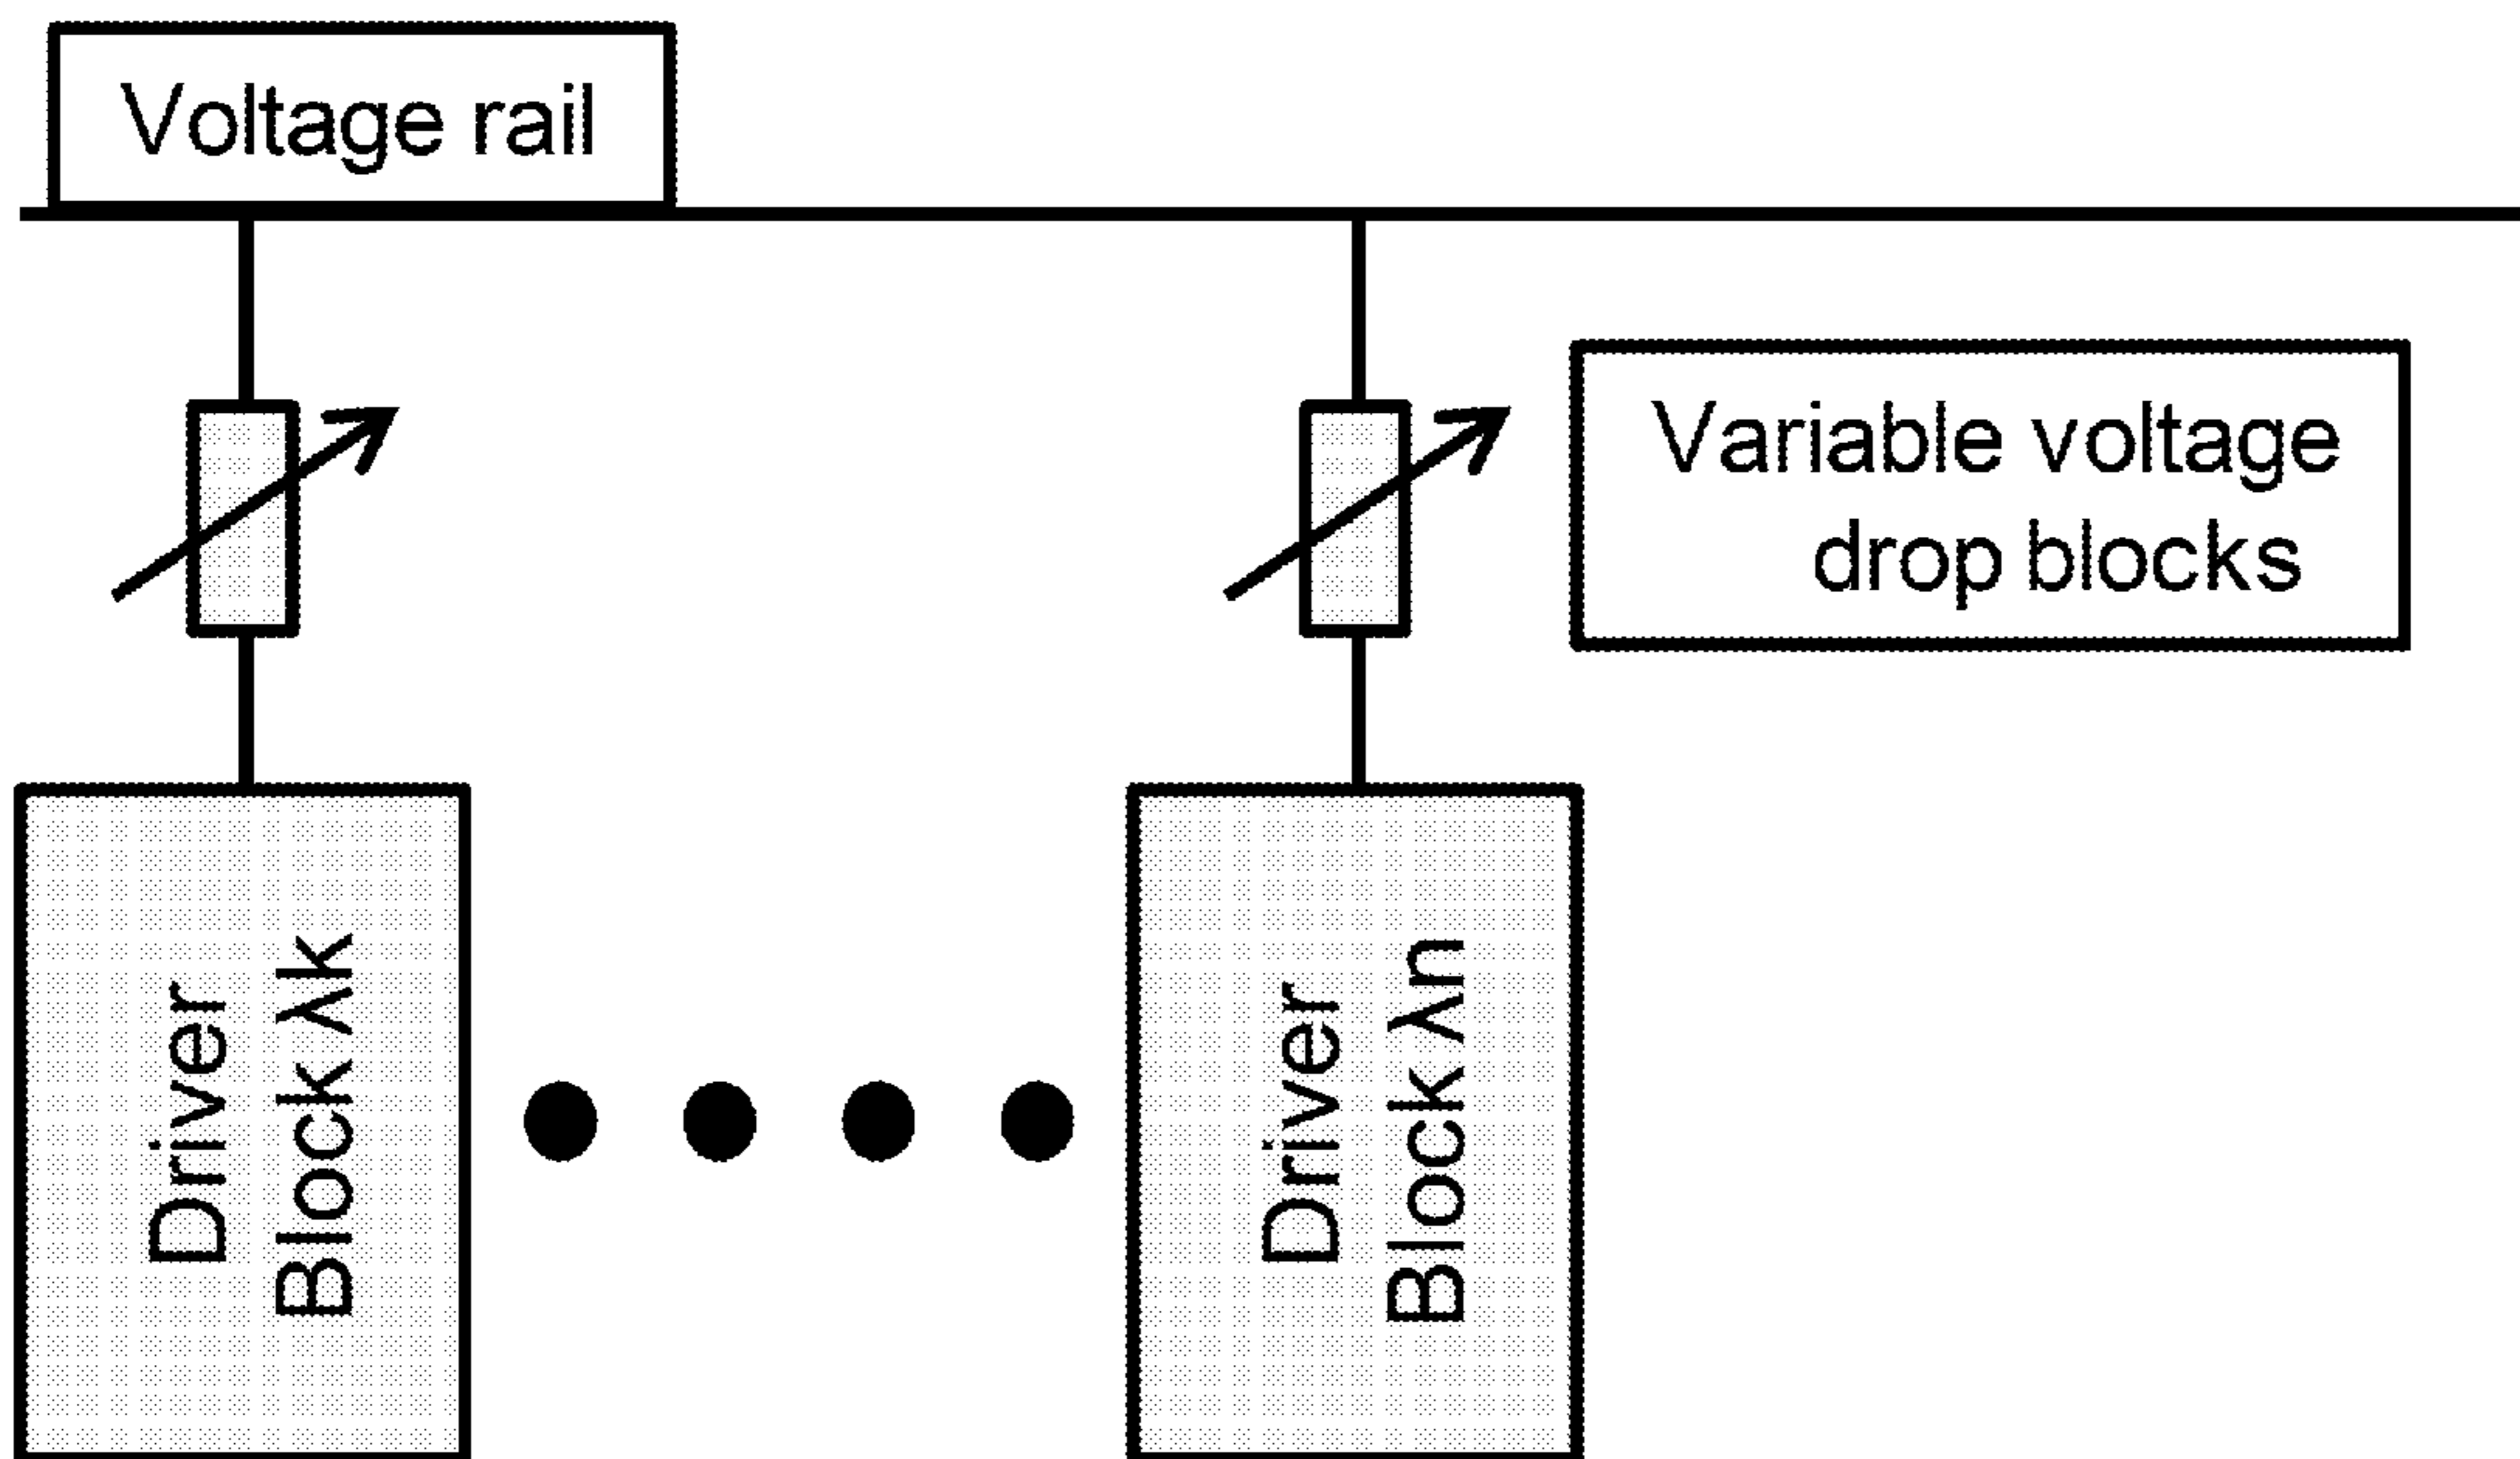 Voltage rail
Variable voltage
drop blocks
Driver
Block λk
Driver
Block λn